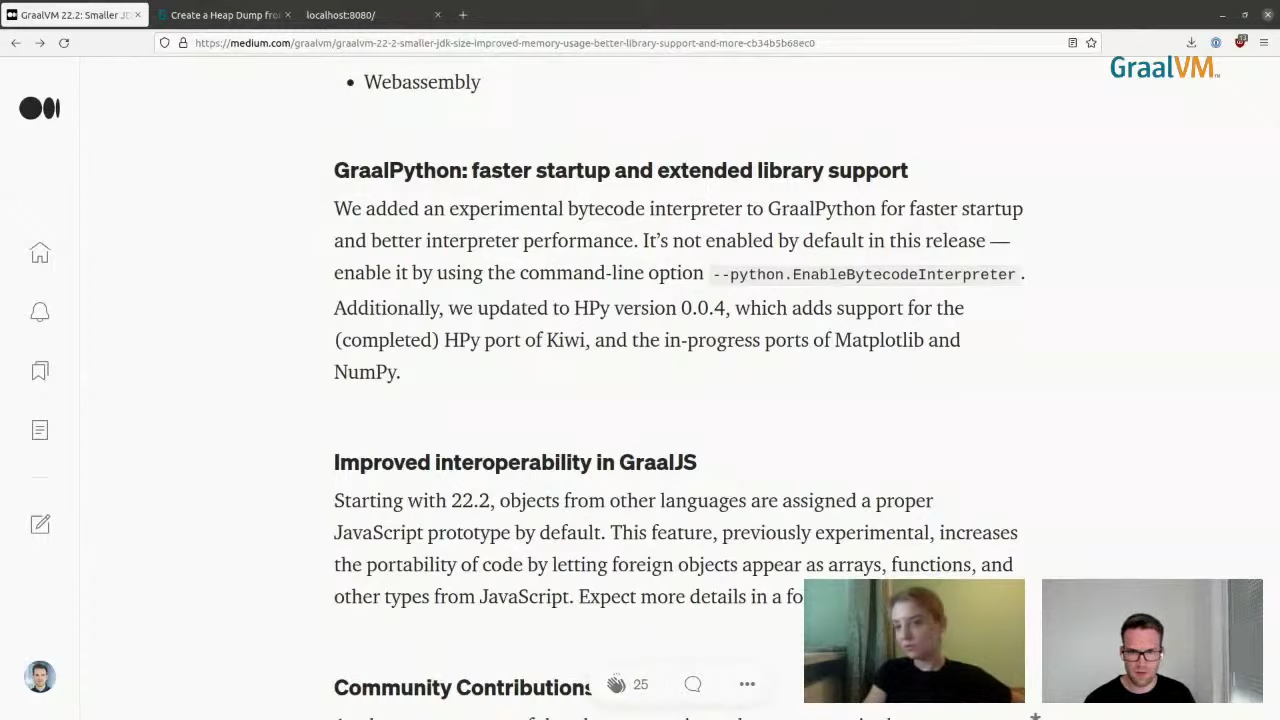 GraalVM 22.2: Smaller JD
Create a Heap Dump fro
localhost:8080/
https://medium.com/graalvm/graalvm-22-2-smaller-jdk-size-improved-memory-usage-better-library-support-and-more-cb34b5b68ec0
GraalVM
• Webassembly
GraalPython: faster startup and extended library support
We added an experimental bytecode interpreter to GraalPython for faster startup
and better interpreter performance. It’s not enabled by default in this release —
enable it by using the command-line option --python.EnableBytecodeInterpreter.
Additionally, we updated to HPy version 0.0.4, which adds support for the
(completed) HPy port of Kiwi, and the in-progress ports of Matplotlib and
NumPy.
Improved interoperability in GraalJS
Starting with 22.2, objects from other languages are assigned a proper
JavaScript prototype by default. This feature, previously experimental, increases
the portability of code by letting foreign objects appear as arrays, functions, and
other types from JavaScript. Expect more details in a fo
25
Community Contributions